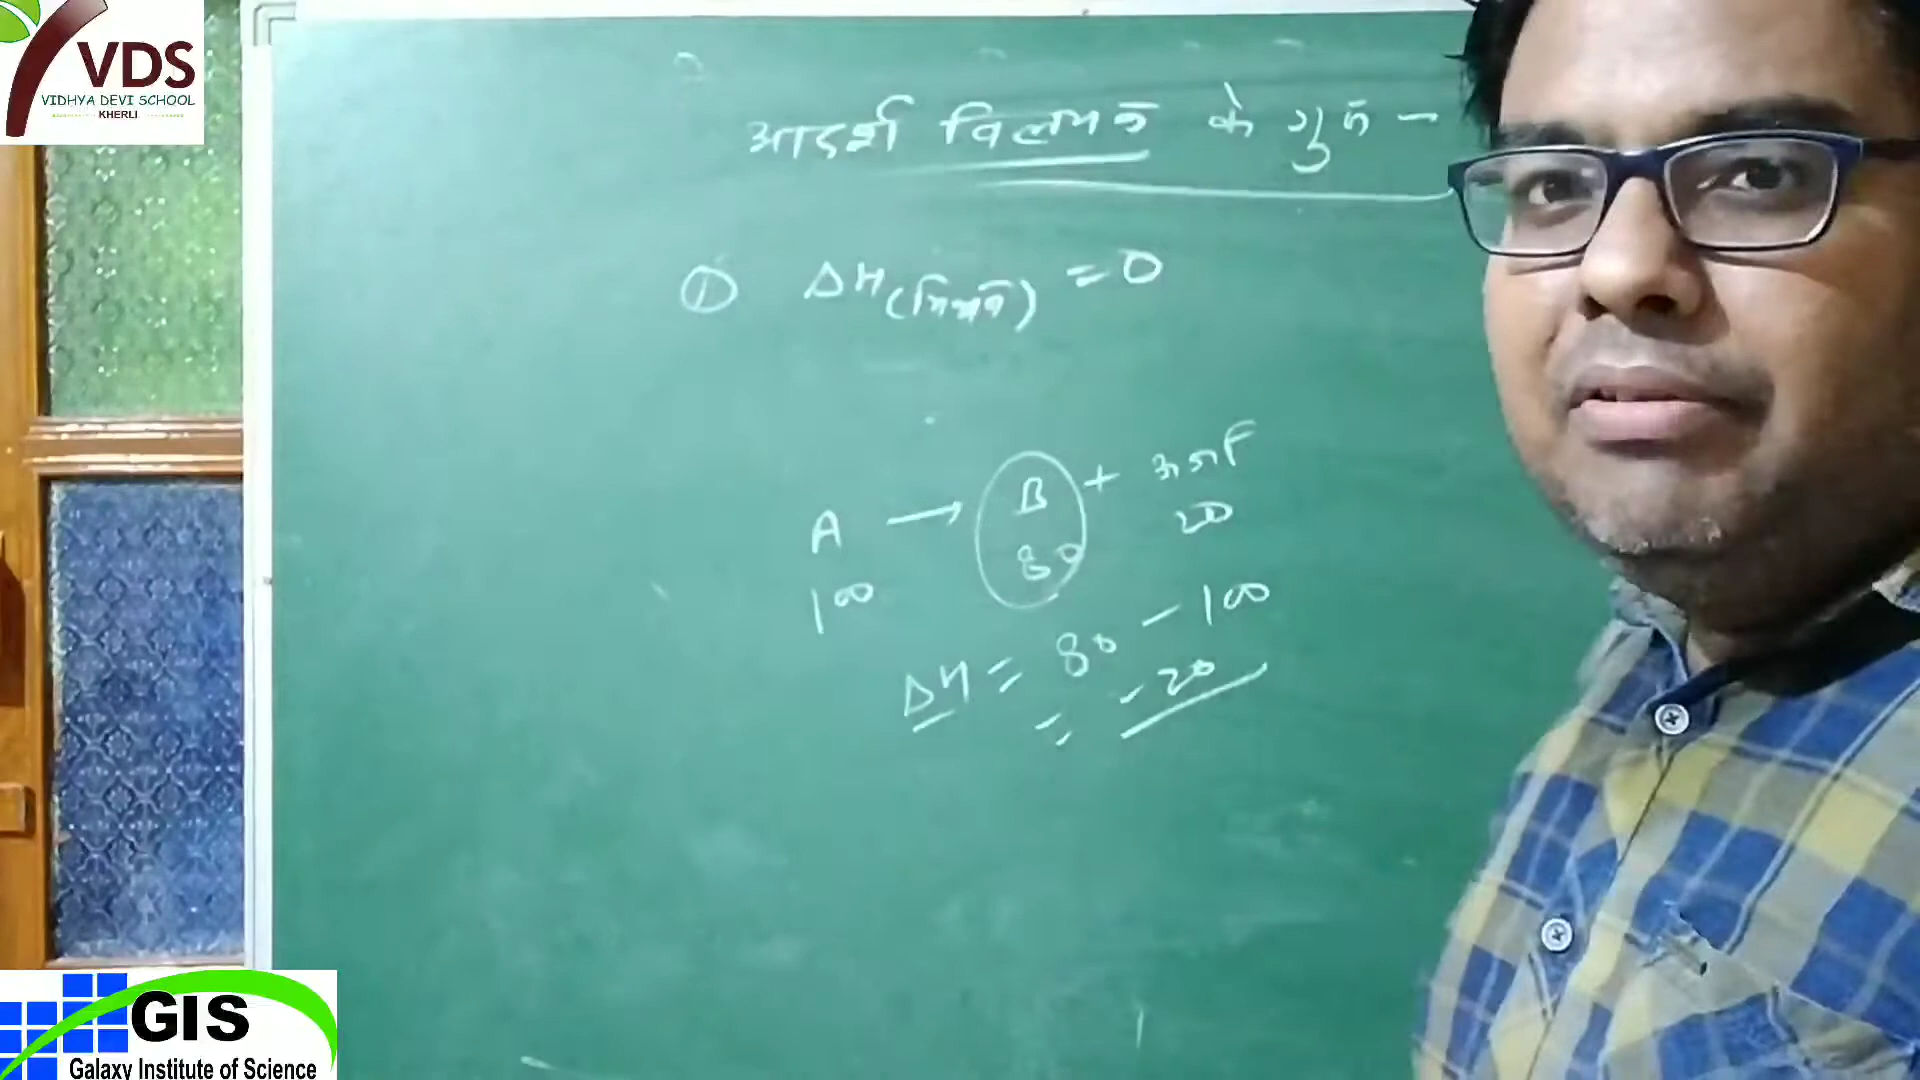 VDS
VIDHYA DEVI SCHOOL
KHERLI
आदर्श विलयन के गुण -
① ΔH(मिश्रण) = 0
A → B + ऊर्जा
100 80 20
ΔH = 80 - 100
= -20
GIS
Galaxy Institute of Science